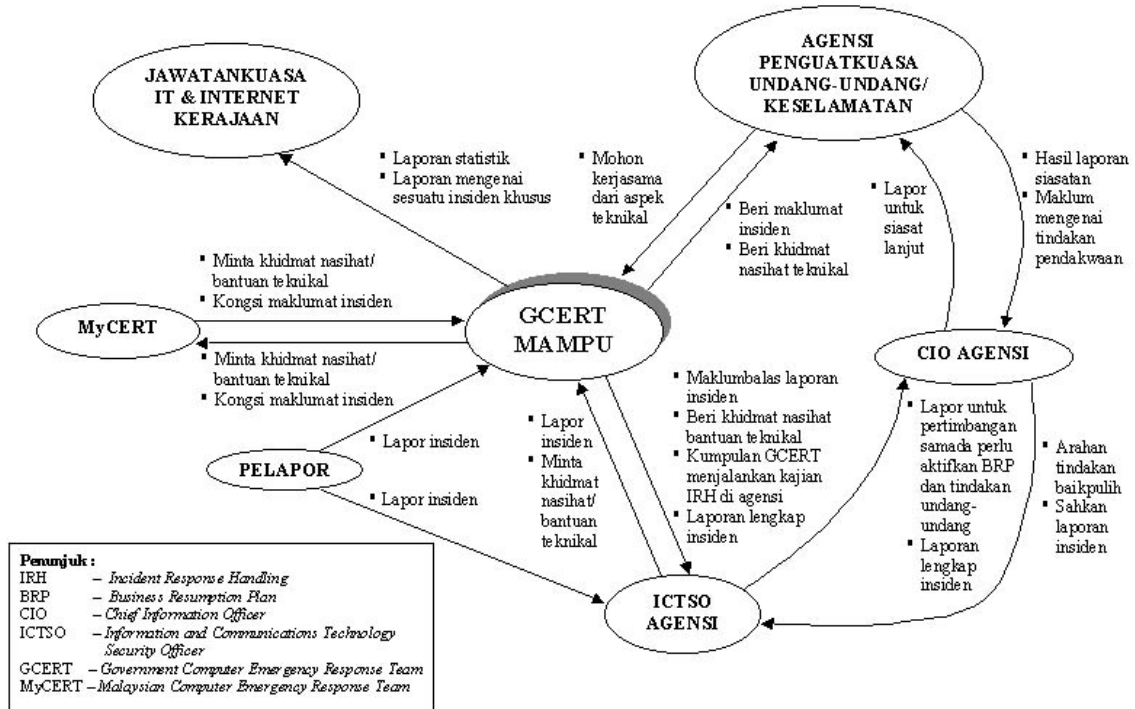 JAWATANKUASA
IT & INTERNET
KERAJAAN
AGENSI
PENGUATKUASA
UNDANG-UNDANG/
KESELAMATAN
▪ Laporan statistik
▪ Laporan mengenai
sesuatu insiden khusus
▪ Mohon
kerjasama
dari aspek
teknikal
▪ Beri maklumat
insiden
▪ Beri khidmat
nasihat teknikal
▪ Lapor
untuk
siasat
lanjut
▪ Hasil laporan
siasatan
▪ Maklum
mengenai
tindakan
pendakwaan
▪ Minta khidmat nasihat/
bantuan teknikal
▪ Kongsi maklumat insiden
MyCERT
GCERT
MAMPU
CIO AGENSI
▪ Minta khidmat nasihat/
bantuan teknikal
▪ Kongsi maklumat insiden
▪ Lapor insiden
PELAPOR
▪ Lapor insiden
▪ Lapor
insiden
▪ Minta
khidmat
nasihat/
bantuan
teknikal
▪ Maklumbalas laporan
insiden
▪ Beri khidmat nasihat
bantuan teknikal
▪ Kumpulan GCERT
menjalankan kajian
IRH di agensi
▪ Laporan lengkap
insiden
▪ Lapor untuk
pertimbangan
samada perlu
aktifkan BRP
dan tindakan
undang-
undang
▪ Laporan
lengkap
insiden
▪ Arahan
tindakan
baikpulih
▪ Sahkan
laporan
insiden
ICTSO
AGENSI
Penunjuk :
IRH – Incident Response Handling
BRP – Business Resumption Plan
CIO – Chief Information Officer
ICTSO – Information and Communications Technology
Security Officer
GCERT – Government Computer Emergency Response Team
MyCERT – Malaysian Computer Emergency Response Team